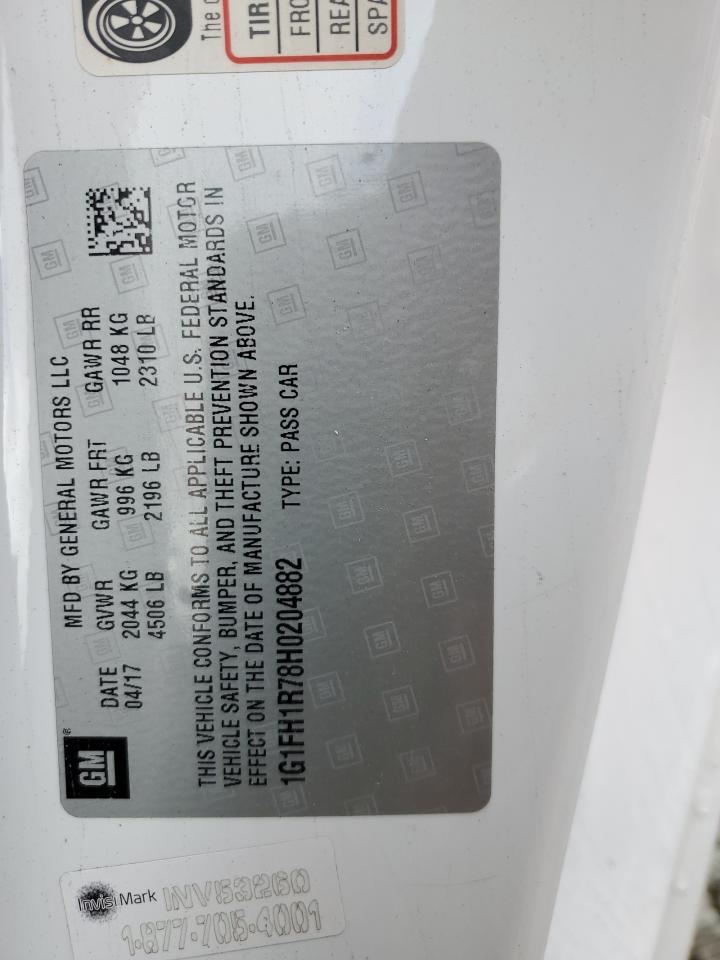 The
TIR
FRO
REA
SPA
MFD BY GENERAL MOTORS LLC
DATE GVWR GAWR FRT GAWR RR
04/17 2044 KG 996 KG 1048 KG
4506 LB 2196 LB 2310 LB
THIS VEHICLE CONFORMS TO ALL APPLICABLE U.S. FEDERAL MOTOR
VEHICLE SAFETY, BUMPER, AND THEFT PREVENTION STANDARDS IN
EFFECT ON THE DATE OF MANUFACTURE SHOWN ABOVE.
1G1FH1R78H0204882 TYPE: PASS CAR
GM®
InvisiMark INV53260
1-877-705-4001